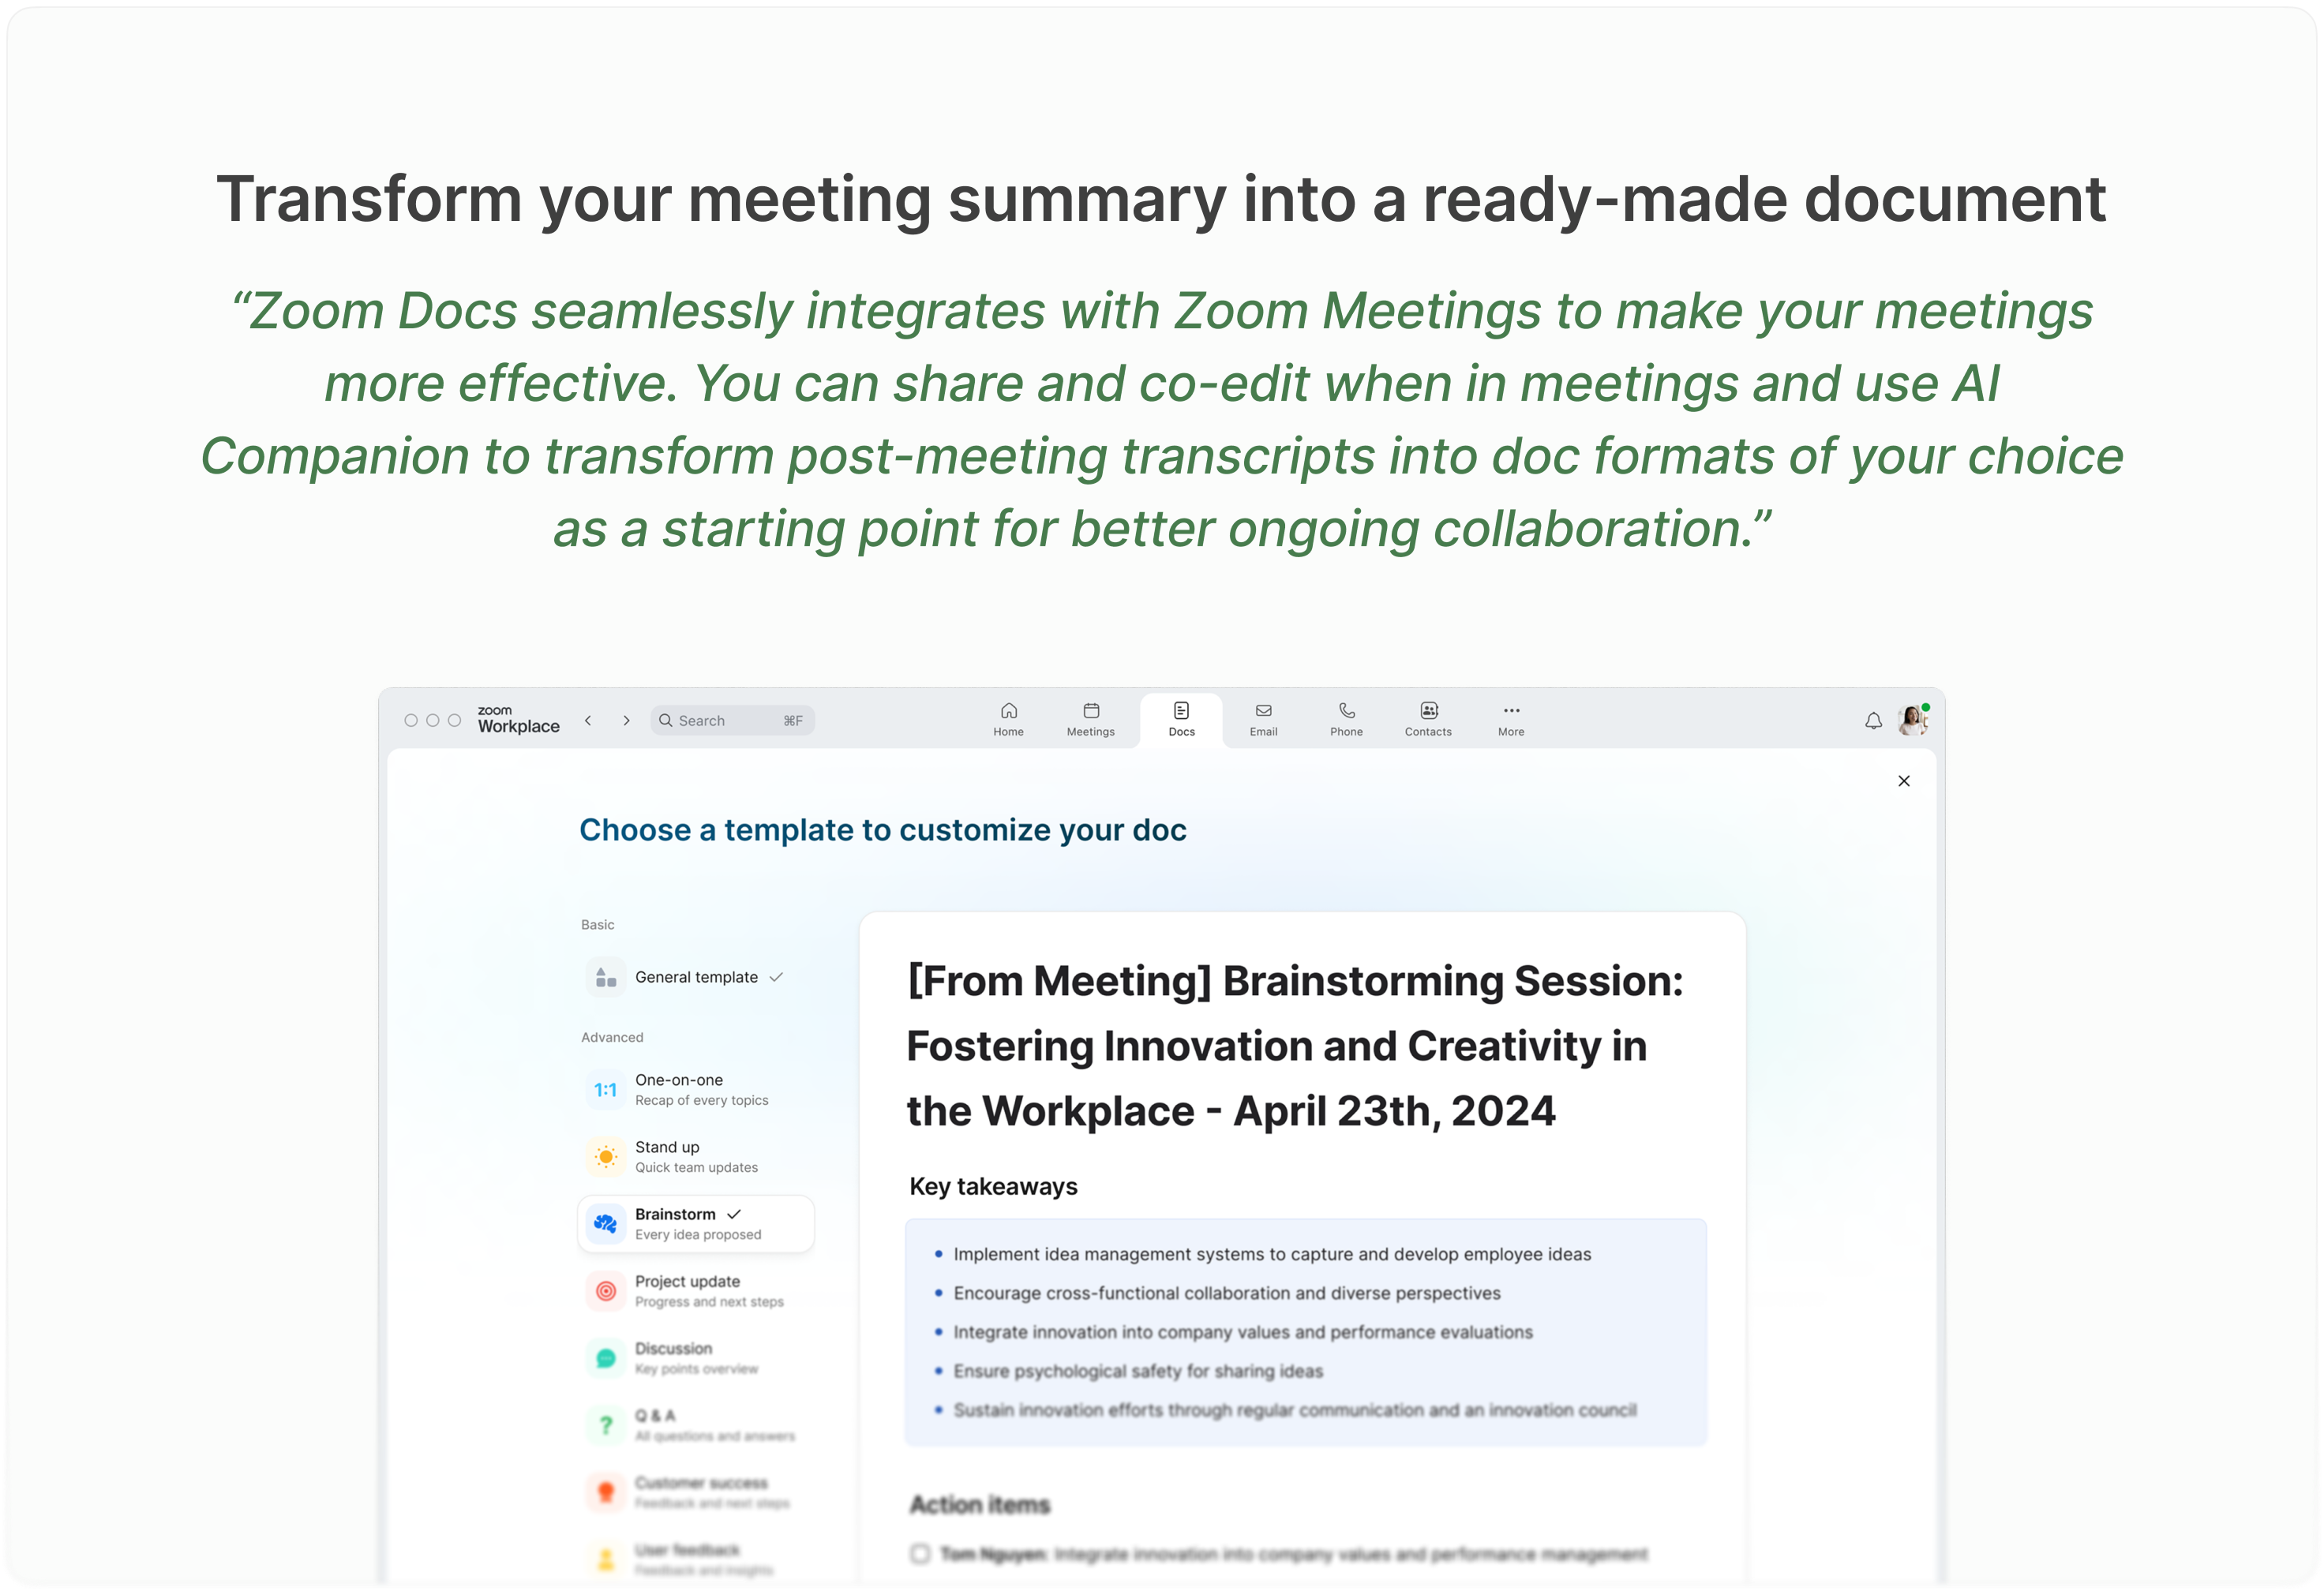 Transform your meeting summary into a ready-made document
“Zoom Docs seamlessly integrates with Zoom Meetings to make your meetings
more effective. You can share and co-edit when in meetings and use AI
Companion to transform post-meeting transcripts into doc formats of your choice
as a starting point for better ongoing collaboration.”
zoom
Workplace
Search ⌘F
Home
Meetings
Docs
Email
Phone
Contacts
More
Choose a template to customize your doc
Basic
General template
Advanced
1:1
One-on-one
Recap of every topics
Stand up
Quick team updates
Brainstorm
Every idea proposed
Project update
Progress and next steps
Discussion
Key points overview
?
Q & A
All questions and answers
Customer success
Feedback and next steps
User feedback
Feedback and insights
[From Meeting] Brainstorming Session:
Fostering Innovation and Creativity in
the Workplace - April 23th, 2024
Key takeaways
• Implement idea management systems to capture and develop employee ideas
• Encourage cross-functional collaboration and diverse perspectives
• Integrate innovation into company values and performance evaluations
• Ensure psychological safety for sharing ideas
• Sustain innovation efforts through regular communication and an innovation council
Action items
Tom Nguyen: Integrate innovation into company values and performance management